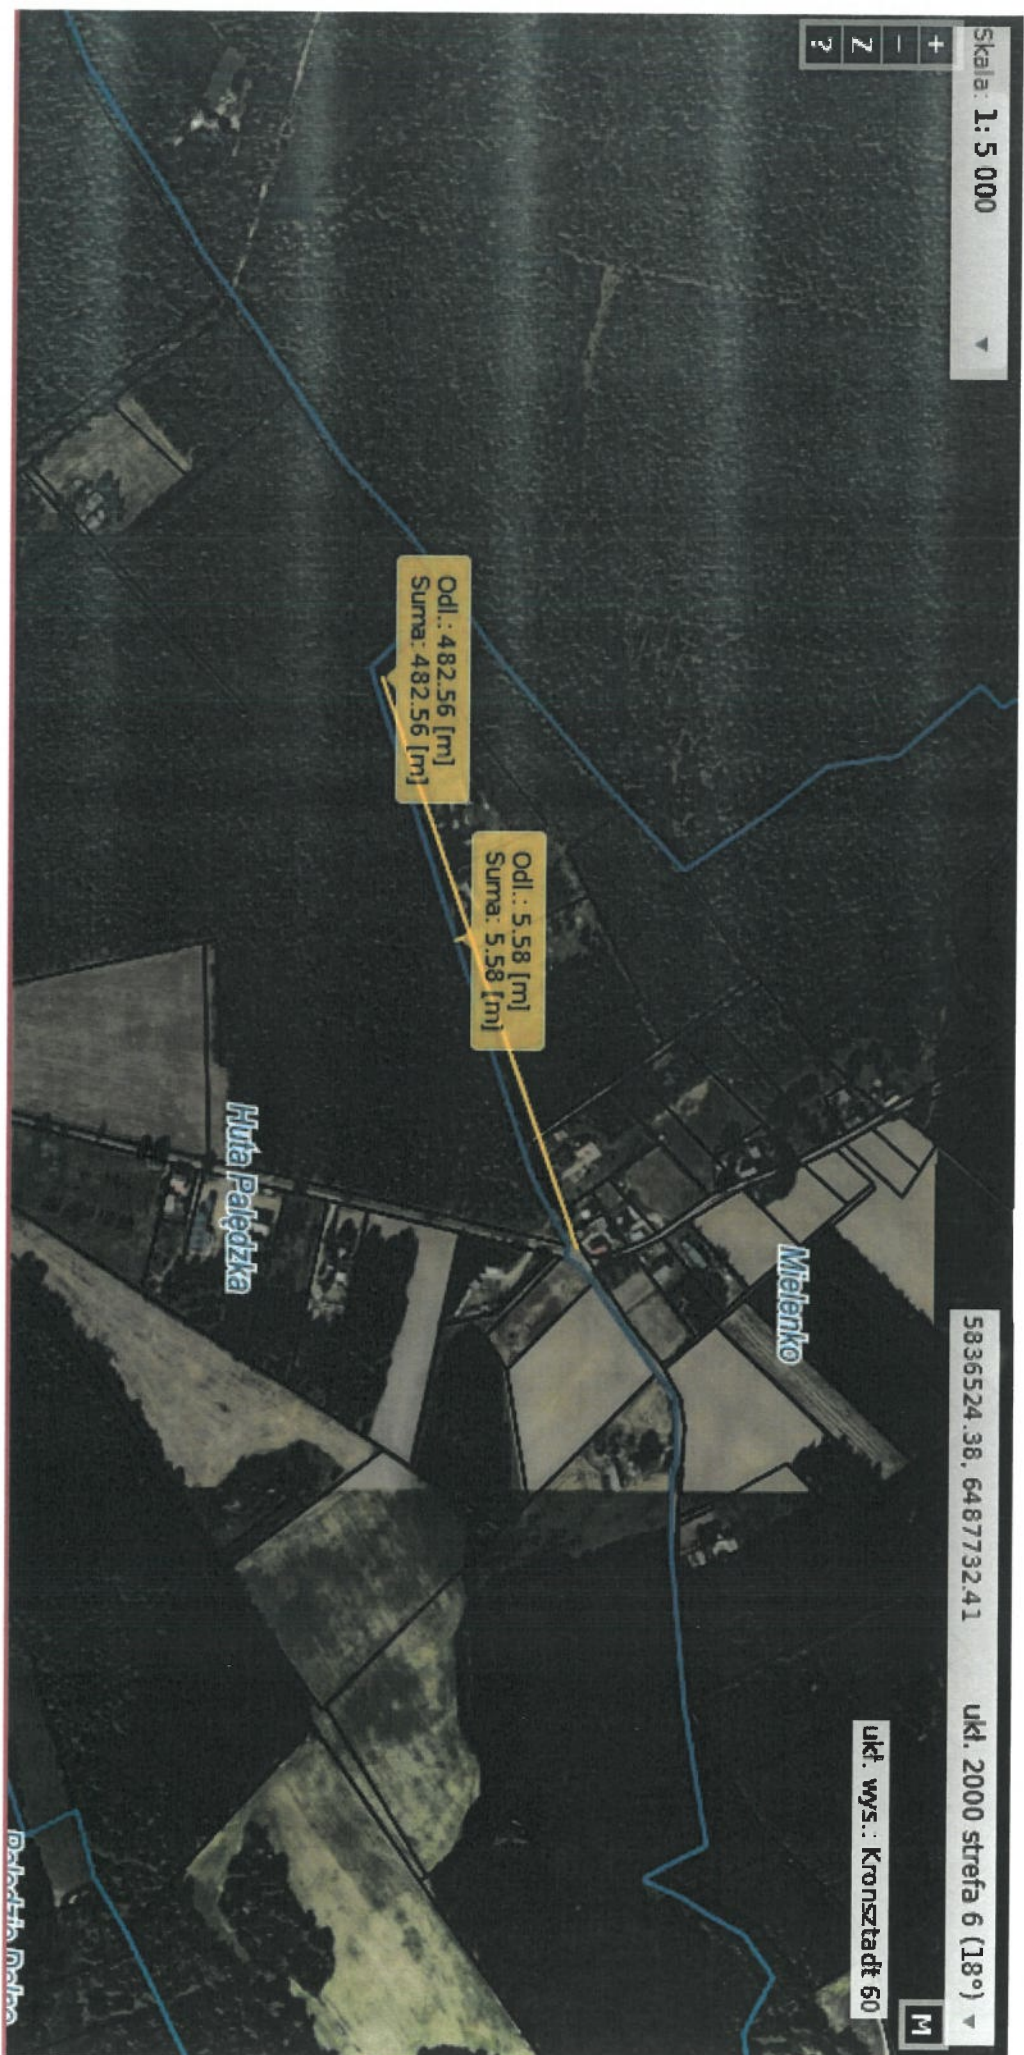 Skala: 1: 5 000
+
−
Z
?
5836524.38, 6487732.41 ukł. 2000 strefa 6 (18°)
M
ukł. wys.: Kronsztadt 60
Mielenko
Odl.: 5.58 [m]
Suma: 5.58 [m]
Odl.: 482.56 [m]
Suma: 482.56 [m]
Huta Palędzka